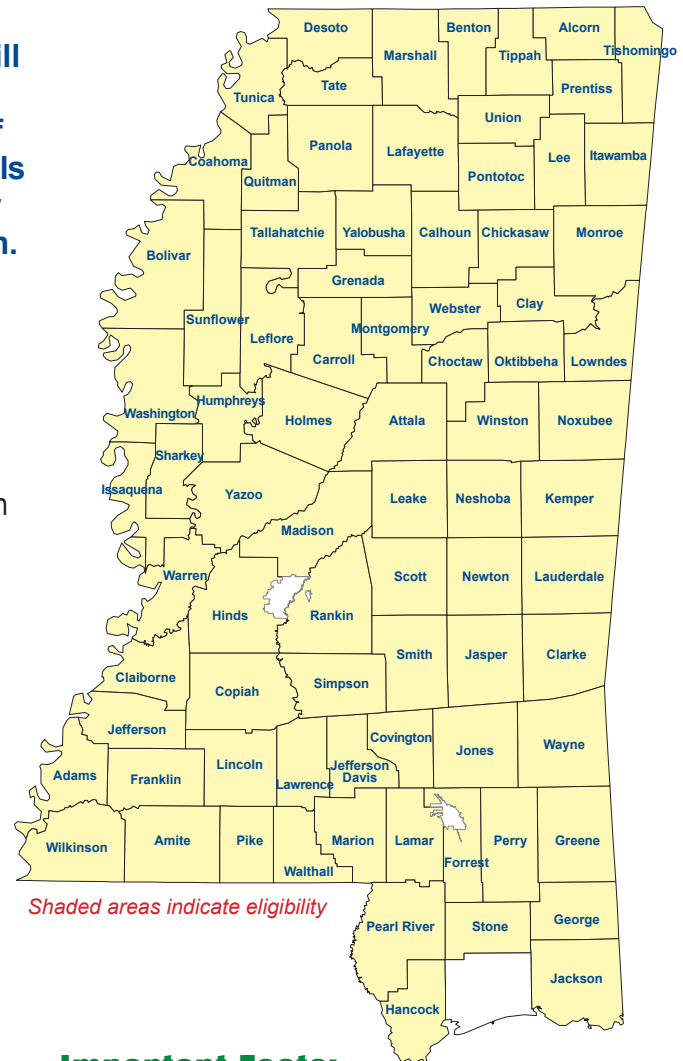 ill
ls
n.
n
Desoto
Benton
Alcorn
Marshall
Tippah
Tishomingo
Tate
Prentiss
Tunica
Union
Panola
Lafayette
Lee
Itawamba
Coahoma
Quitman
Pontotoc
Tallahatchie
Yalobusha
Calhoun
Chickasaw
Monroe
Bolivar
Grenada
Webster
Clay
Sunflower
Leflore
Montgomery
Carroll
Choctaw
Oktibbeha
Lowndes
Washington
Humphreys
Holmes
Attala
Winston
Noxubee
Sharkey
Issaquena
Yazoo
Leake
Neshoba
Kemper
Madison
Warren
Scott
Newton
Lauderdale
Hinds
Rankin
Smith
Jasper
Clarke
Claiborne
Copiah
Simpson
Jefferson
Covington
Jones
Wayne
Adams
Franklin
Lincoln
Lawrence
Jefferson
Davis
Wilkinson
Amite
Pike
Marion
Lamar
Perry
Greene
Forrest
Walthall
Shaded areas indicate eligibility
Pearl River
Stone
George
Jackson
Hancock
Important Facts: